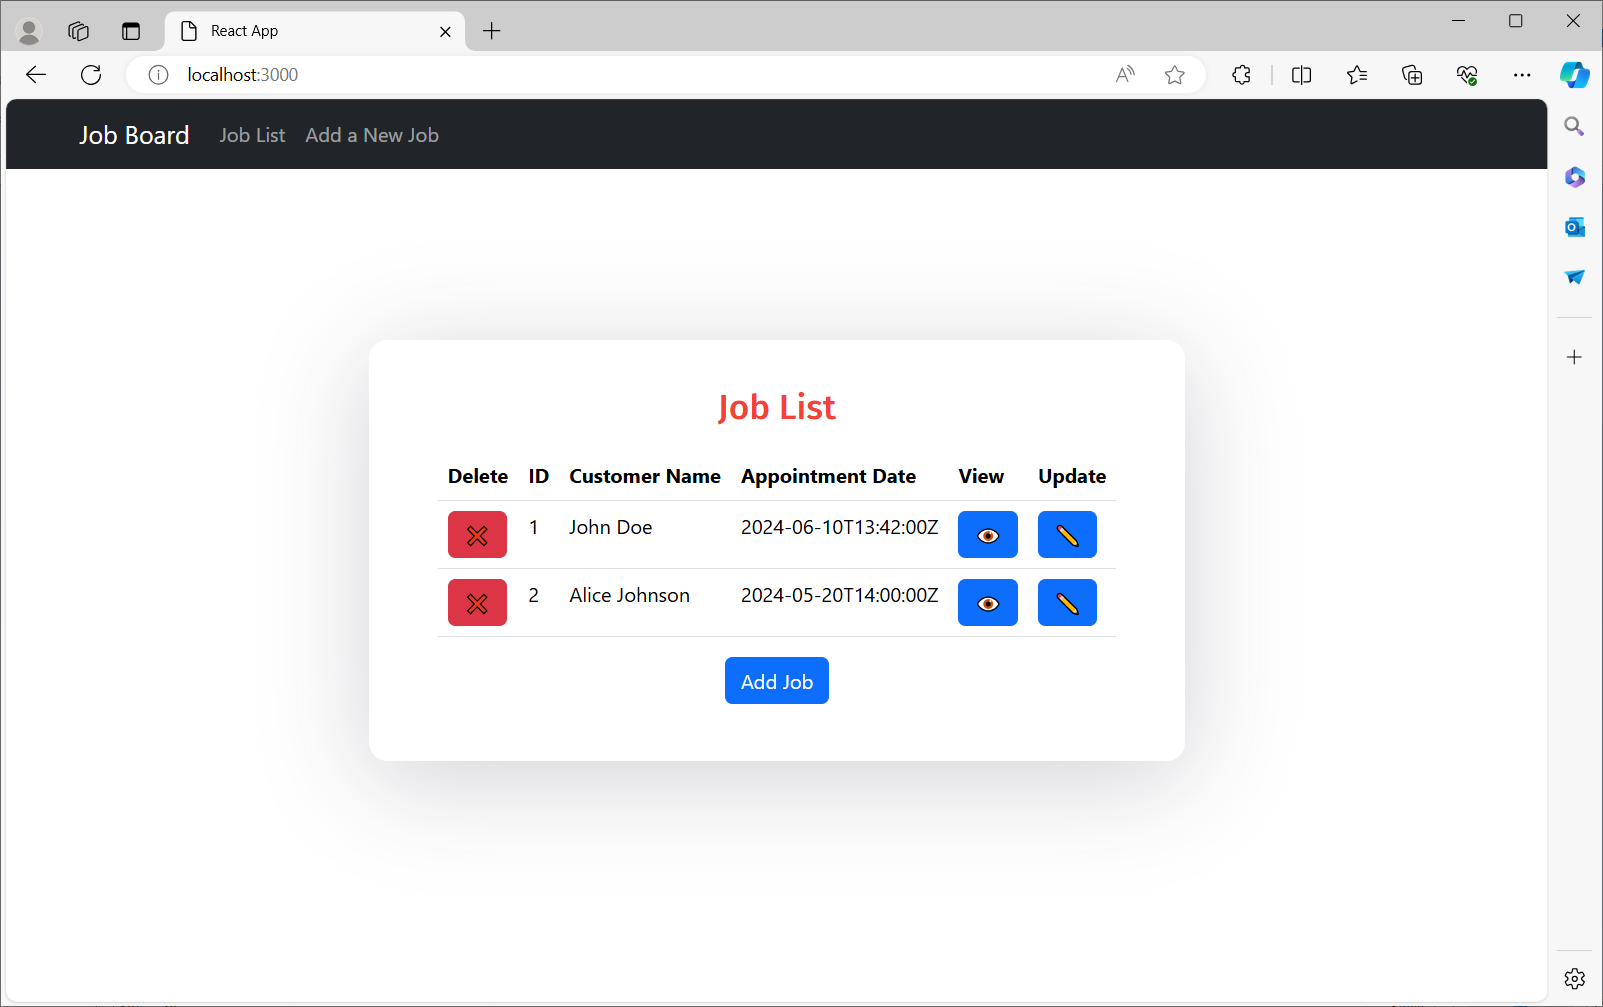 React App
localhost:3000
Job Board Job List Add a New Job
Job List
Delete ID Customer Name Appointment Date View Update
1 John Doe 2024-06-10T13:42:00Z
2 Alice Johnson 2024-05-20T14:00:00Z
Add Job